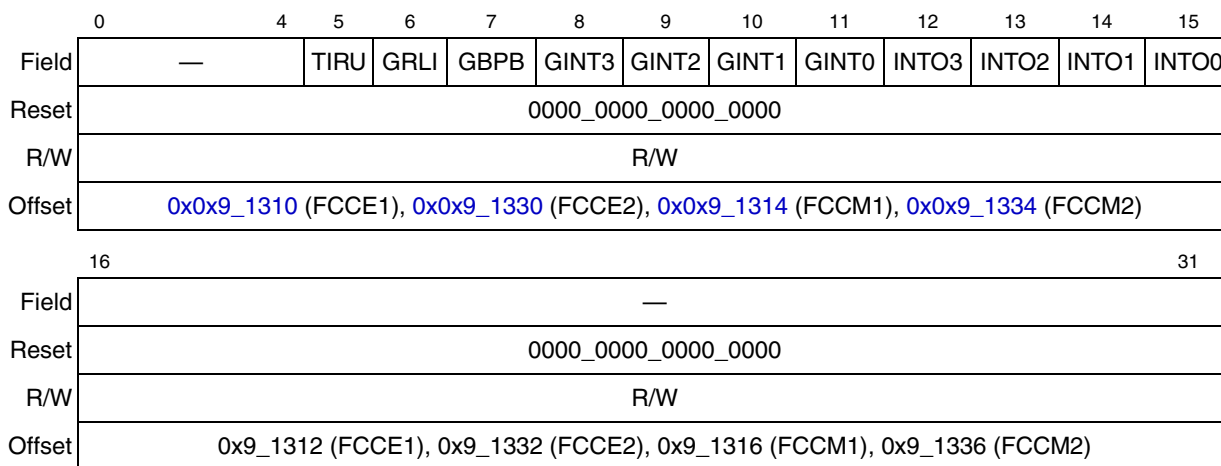 0 4 5 6 7 8 9 10 11 12 13 14 15
Field — TIRU GRLI GBPB GINT3 GINT2 GINT1 GINT0 INTO3 INTO2 INTO1 INTO0
Reset 0000_0000_0000_0000
R/W R/W
Offset 0x0x9_1310 (FCCE1), 0x0x9_1330 (FCCE2), 0x0x9_1314 (FCCM1), 0x0x9_1334 (FCCM2)
16 31
Field —
Reset 0000_0000_0000_0000
R/W R/W
Offset 0x9_1312 (FCCE1), 0x9_1332 (FCCE2), 0x9_1316 (FCCM1), 0x9_1336 (FCCM2)